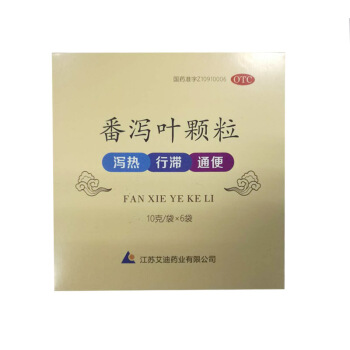 国药准字Z10970006 OTC
番泻叶颗粒
泻热 行滞 通便
FAN XIE YE KE LI
10克/袋×6袋
江苏艾迪药业有限公司